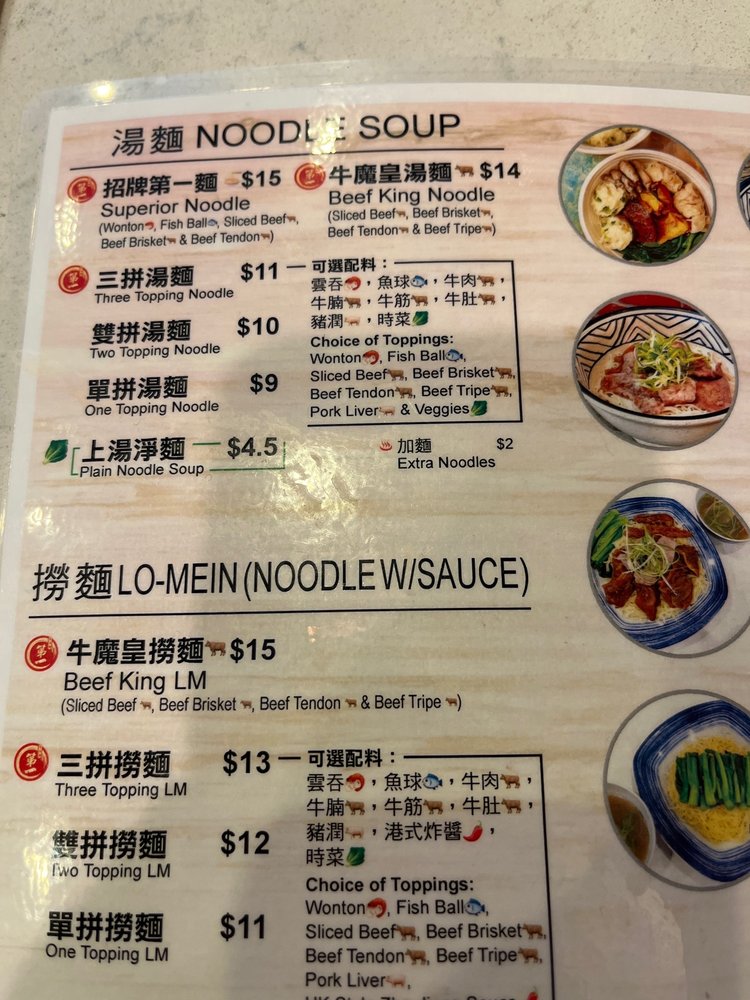 湯麵 NOODLE SOUP
第一 招牌第一麵 $15
Superior Noodle
(Wonton, Fish Ball, Sliced Beef,
Beef Brisket & Beef Tendon)
第一 牛魔皇湯麵 $14
Beef King Noodle
(Sliced Beef, Beef Brisket,
Beef Tendon & Beef Tripe)
第一 三拼湯麵 $11
Three Topping Noodle
雙拼湯麵 $10
Two Topping Noodle
單拼湯麵 $9
One Topping Noodle
可選配料：
雲吞，魚球，牛肉，
牛腩，牛筋，牛肚，
豬潤，時菜
Choice of Toppings:
Wonton, Fish Ball,
Sliced Beef, Beef Brisket,
Beef Tendon, Beef Tripe,
Pork Liver & Veggies
上湯淨麵 $4.5
Plain Noodle Soup
加麵 $2
Extra Noodles
撈麵 LO-MEIN (NOODLE W/SAUCE)
第一 牛魔皇撈麵 $15
Beef King LM
(Sliced Beef, Beef Brisket, Beef Tendon & Beef Tripe)
第一 三拼撈麵 $13
Three Topping LM
雙拼撈麵 $12
Two Topping LM
單拼撈麵 $11
One Topping LM
可選配料：
雲吞，魚球，牛肉，
牛腩，牛筋，牛肚，
豬潤，港式炸醬，
時菜
Choice of Toppings:
Wonton, Fish Ball,
Sliced Beef, Beef Brisket,
Beef Tendon, Beef Tripe,
Pork Liver,